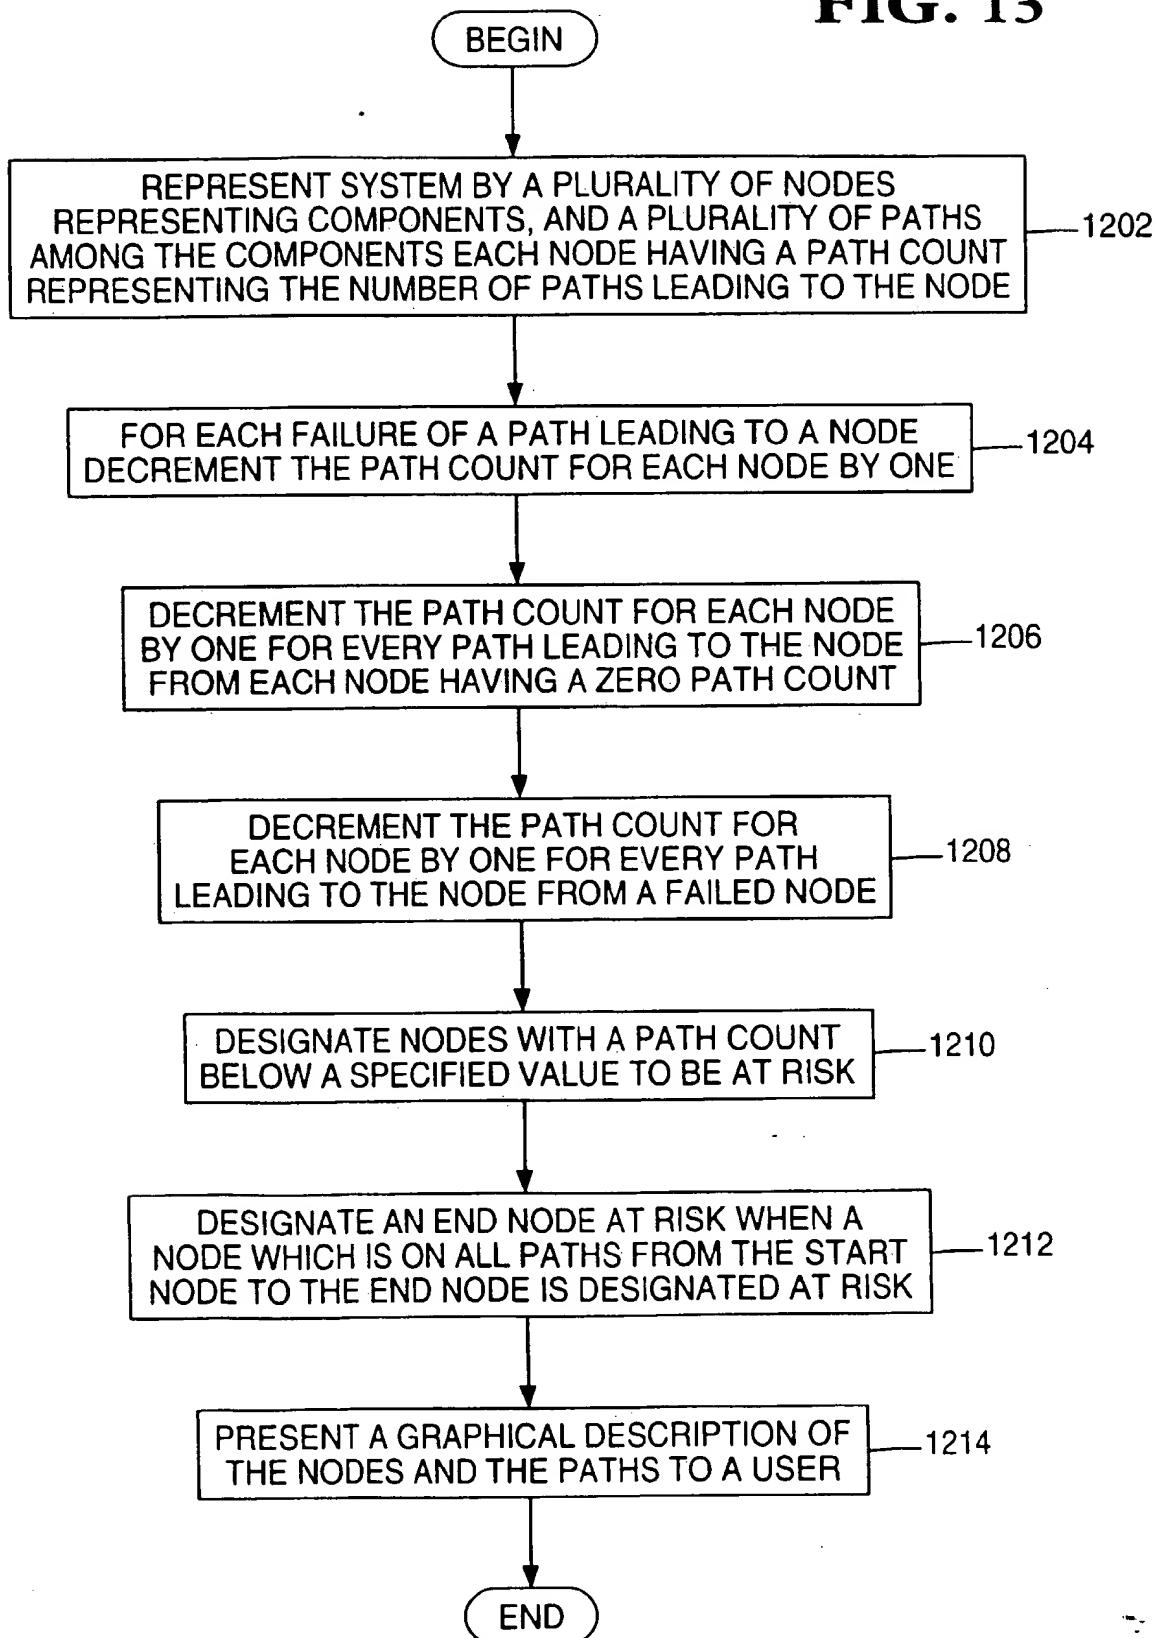 FIG. 13
BEGIN
REPRESENT SYSTEM BY A PLURALITY OF NODES
REPRESENTING COMPONENTS, AND A PLURALITY OF PATHS
AMONG THE COMPONENTS EACH NODE HAVING A PATH COUNT
REPRESENTING THE NUMBER OF PATHS LEADING TO THE NODE
1202
FOR EACH FAILURE OF A PATH LEADING TO A NODE
DECREMENT THE PATH COUNT FOR EACH NODE BY ONE
1204
DECREMENT THE PATH COUNT FOR EACH NODE
BY ONE FOR EVERY PATH LEADING TO THE NODE
FROM EACH NODE HAVING A ZERO PATH COUNT
1206
DECREMENT THE PATH COUNT FOR
EACH NODE BY ONE FOR EVERY PATH
LEADING TO THE NODE FROM A FAILED NODE
1208
DESIGNATE NODES WITH A PATH COUNT
BELOW A SPECIFIED VALUE TO BE AT RISK
1210
DESIGNATE AN END NODE AT RISK WHEN A
NODE WHICH IS ON ALL PATHS FROM THE START
NODE TO THE END NODE IS DESIGNATED AT RISK
1212
PRESENT A GRAPHICAL DESCRIPTION OF
THE NODES AND THE PATHS TO A USER
1214
END